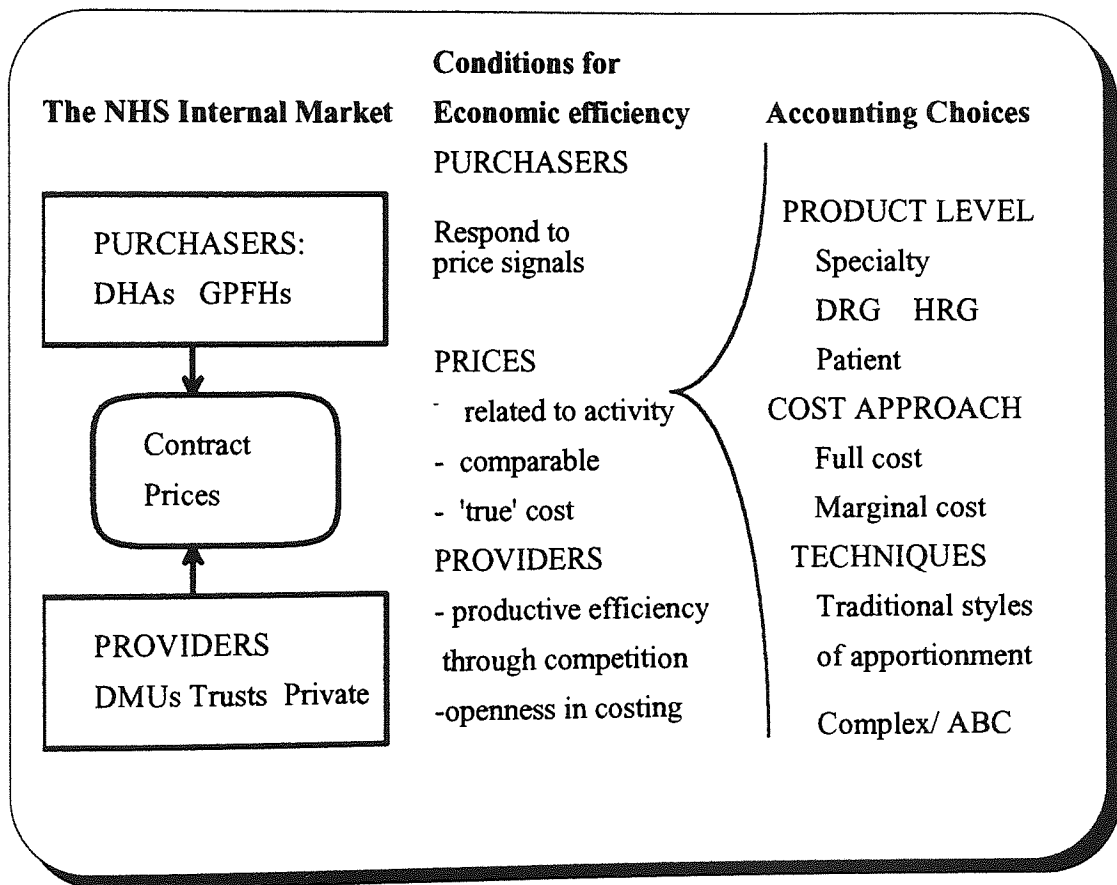 The NHS Internal Market
PURCHASERS:
DHAs GPFHs
Contract
Prices
PROVIDERS
DMUs Trusts Private
Conditions for
Economic efficiency
PURCHASERS
Respond to
price signals
PRICES
- related to activity
- comparable
- 'true' cost
PROVIDERS
- productive efficiency
through competition
-openness in costing
Accounting Choices
PRODUCT LEVEL
Specialty
DRG HRG
Patient
COST APPROACH
Full cost
Marginal cost
TECHNIQUES
Traditional styles
of apportionment
Complex/ ABC